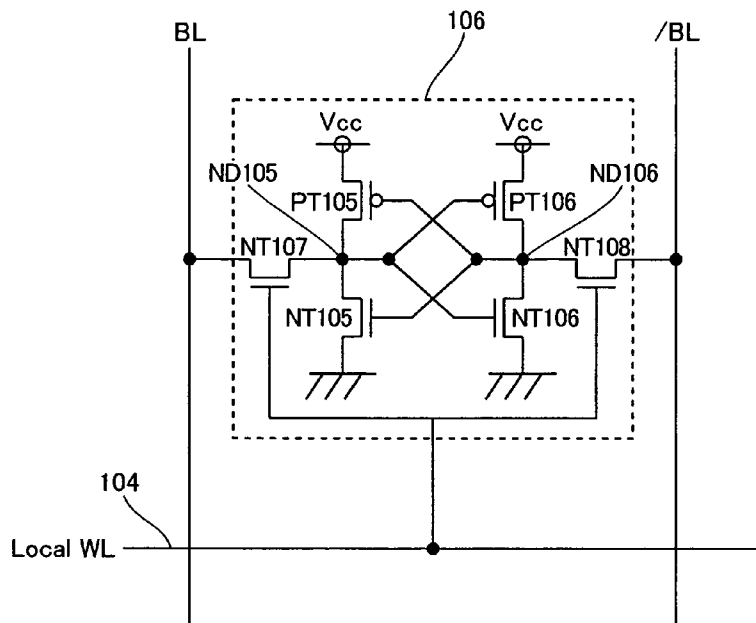 106
BL
/BL
Vcc
Vcc
ND105
ND106
PT105
PT106
NT107
NT108
NT105
NT106
104
Local WL